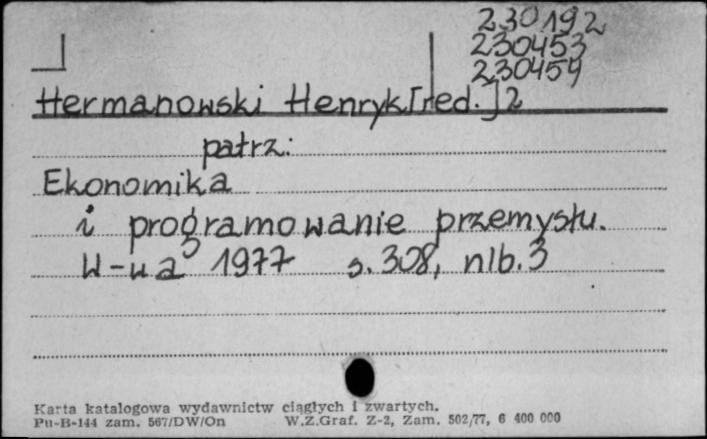 230192
230453
230454
Hermanowski Henryk [red.] 2
patrz:
Ekonomika
i programowanie przemysłu.
W-wa 1977 s. 308, nlb. 3
Karta katalogowa wydawnictw ciągłych i zwartych.
Pu-B-144 zam. 567/DW/On W.Z.Graf. Z-2, Zam. 502/77, 6 400 000